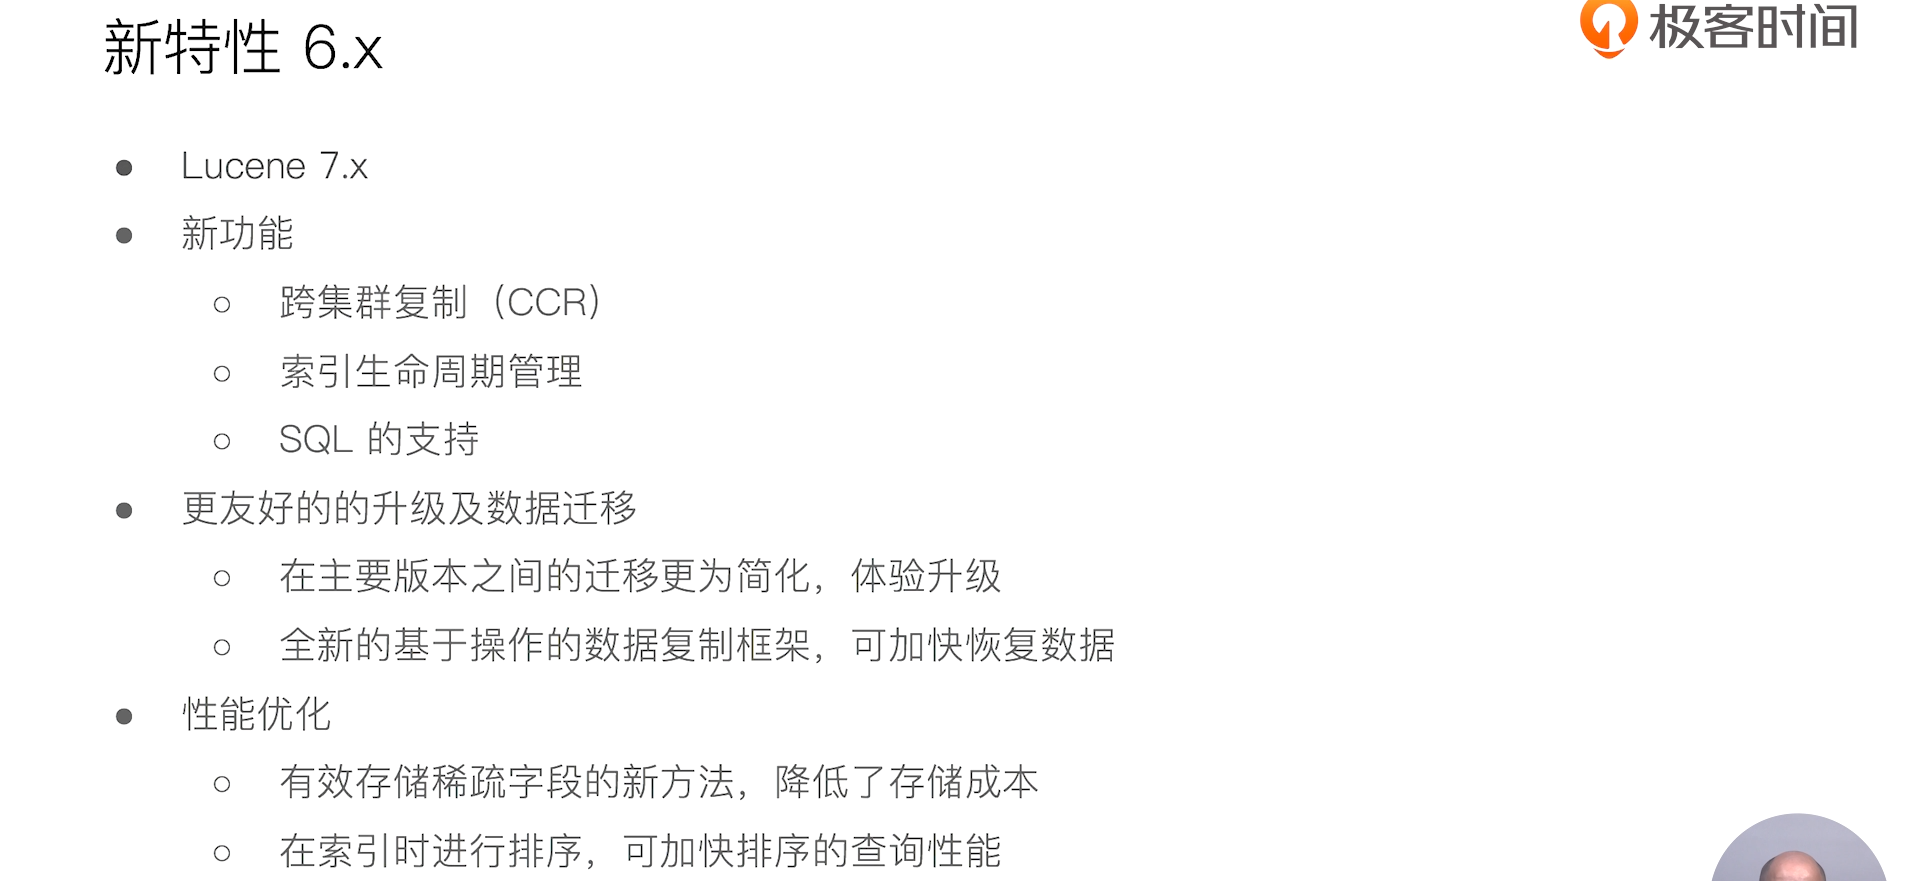 新特性 6.x
极客时间
● Lucene 7.x
● 新功能
○ 跨集群复制（CCR）
○ 索引生命周期管理
○ SQL 的支持
● 更友好的的升级及数据迁移
○ 在主要版本之间的迁移更为简化，体验升级
○ 全新的基于操作的数据复制框架，可加快恢复数据
● 性能优化
○ 有效存储稀疏字段的新方法，降低了存储成本
○ 在索引时进行排序，可加快排序的查询性能